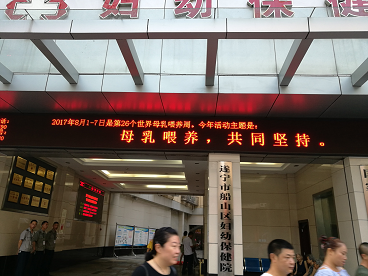 妇幼保健
2017年8月1-7日是第26个世界母乳喂养周、今年活动主题是:
母乳喂养，共同坚持。
遂宁市船山区妇幼保健院